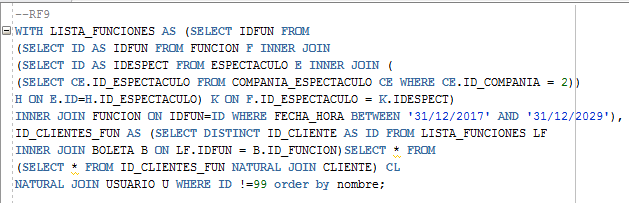 --RF9
WITH LISTA_FUNCIONES AS (SELECT IDFUN FROM
(SELECT ID AS IDFUN FROM FUNCION F INNER JOIN
(SELECT ID AS IDESPECT FROM ESPECTACULO E INNER JOIN (
(SELECT CE.ID_ESPECTACULO FROM COMPANIA_ESPECTACULO CE WHERE CE.ID_COMPANIA = 2))
H ON E.ID=H.ID_ESPECTACULO) K ON F.ID_ESPECTACULO = K.IDESPECT)
INNER JOIN FUNCION ON IDFUN=ID WHERE FECHA_HORA BETWEEN '31/12/2017' AND '31/12/2029'),
ID_CLIENTES_FUN AS (SELECT DISTINCT ID_CLIENTE AS ID FROM LISTA_FUNCIONES LF
INNER JOIN BOLETA B ON LF.IDFUN = B.ID_FUNCION)SELECT * FROM
(SELECT * FROM ID_CLIENTES_FUN NATURAL JOIN CLIENTE) CL
NATURAL JOIN USUARIO U WHERE ID !=99 order by nombre;